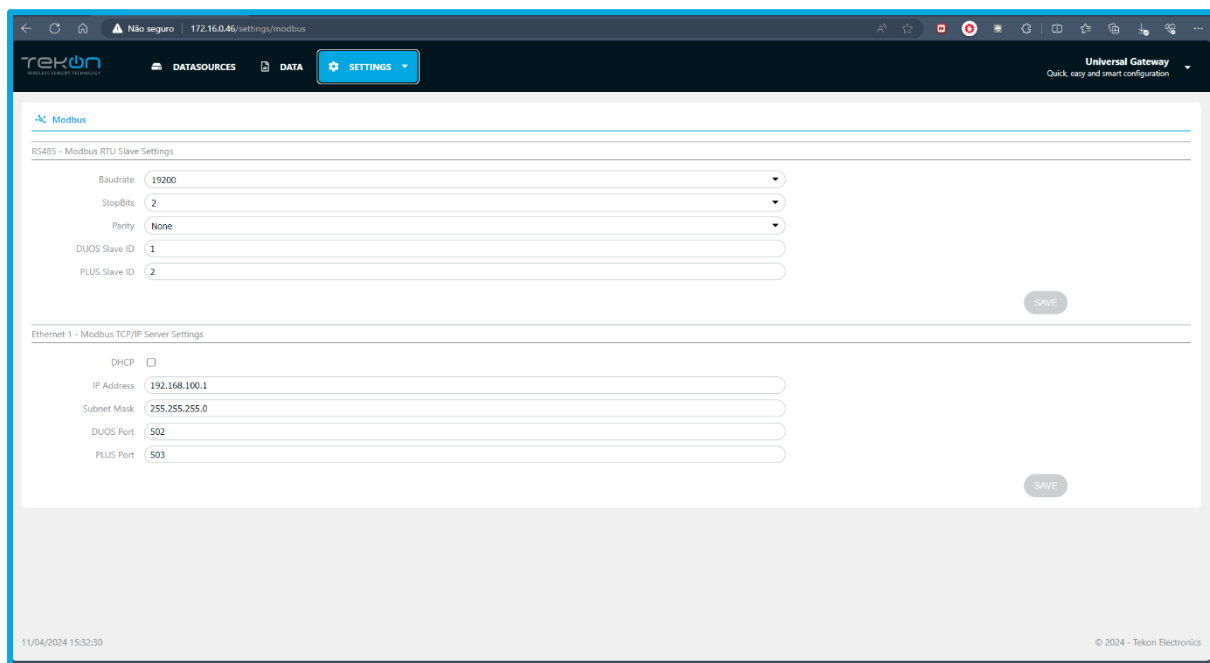 Não seguro 172.16.0.46/settings/modbus
TEKON
WIRELESS SENSORS TECHNOLOGY
DATASOURCES DATA SETTINGS
Universal Gateway
Quick, easy and smart configuration
Modbus
RS485 - Modbus RTU Slave Settings
Baudrate 19200
StopBits 2
Parity None
DUOS Slave ID 1
PLUS Slave ID 2
SAVE
Ethernet 1 - Modbus TCP/IP Server Settings
DHCP
IP Address 192.168.100.1
Subnet Mask 255.255.255.0
DUOS Port 502
PLUS Port 503
SAVE
11/04/2024 15:32:30
© 2024 - Tekon Electronics